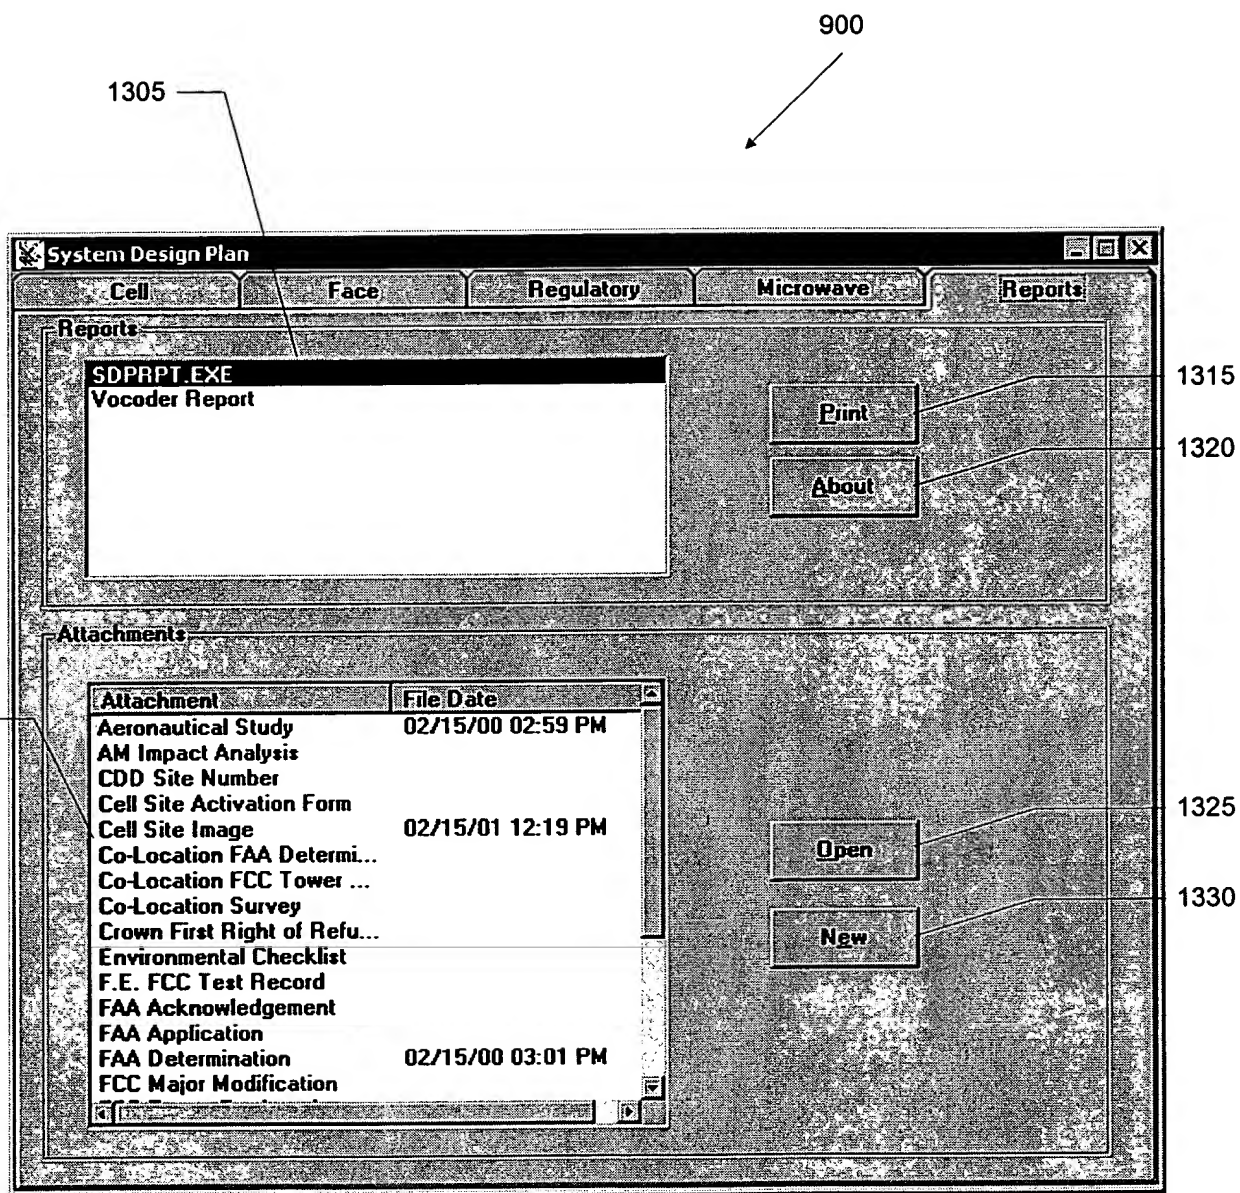 900
1305
System Design Plan
Cell Face Regulatory Microwave Reports
Reports
SDPRPT.EXE
Vocoder Report
Print
1315
About
1320
Attachments
Attachment File Date
Aeronautical Study 02/15/00 02:59 PM
AM Impact Analysis
CDD Site Number
Cell Site Activation Form
Cell Site Image 02/15/01 12:19 PM
Co-Location FAA Determi...
Co-Location FCC Tower ...
Co-Location Survey
Crown First Right of Refu...
Environmental Checklist
F.E. FCC Test Record
FAA Acknowledgement
FAA Application
FAA Determination 02/15/00 03:01 PM
FCC Major Modification
Open
1325
New
1330